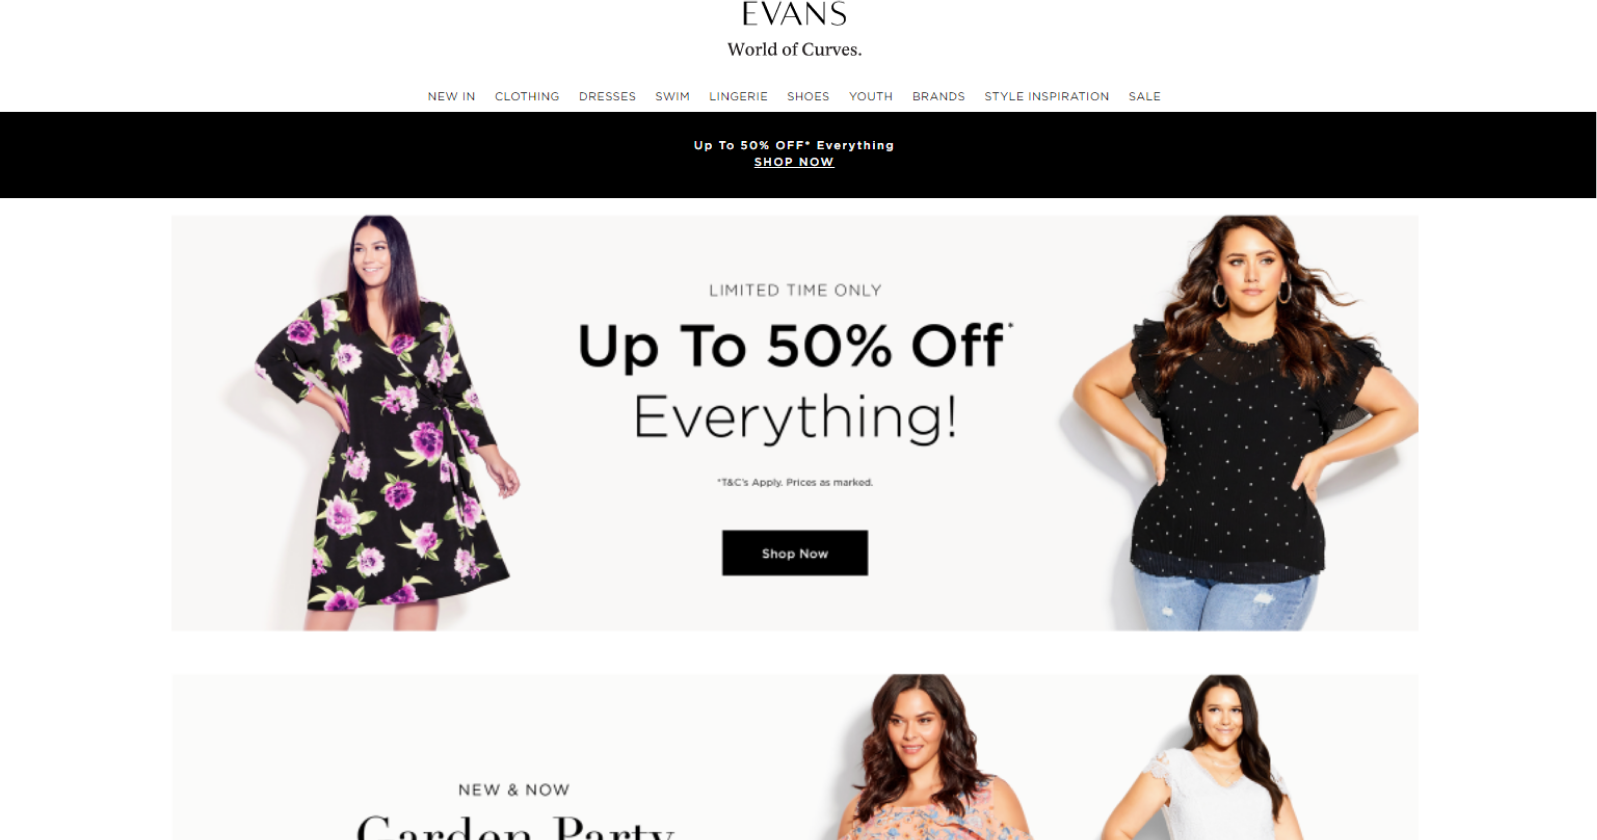 EVANS
World of Curves.
NEW IN CLOTHING DRESSES SWIM LINGERIE SHOES YOUTH BRANDS STYLE INSPIRATION SALE
Up To 50% OFF* Everything
SHOP NOW
LIMITED TIME ONLY
Up To 50% Off*
Everything!
*T&C's Apply. Prices as marked.
Shop Now
NEW & NOW
Garden Party